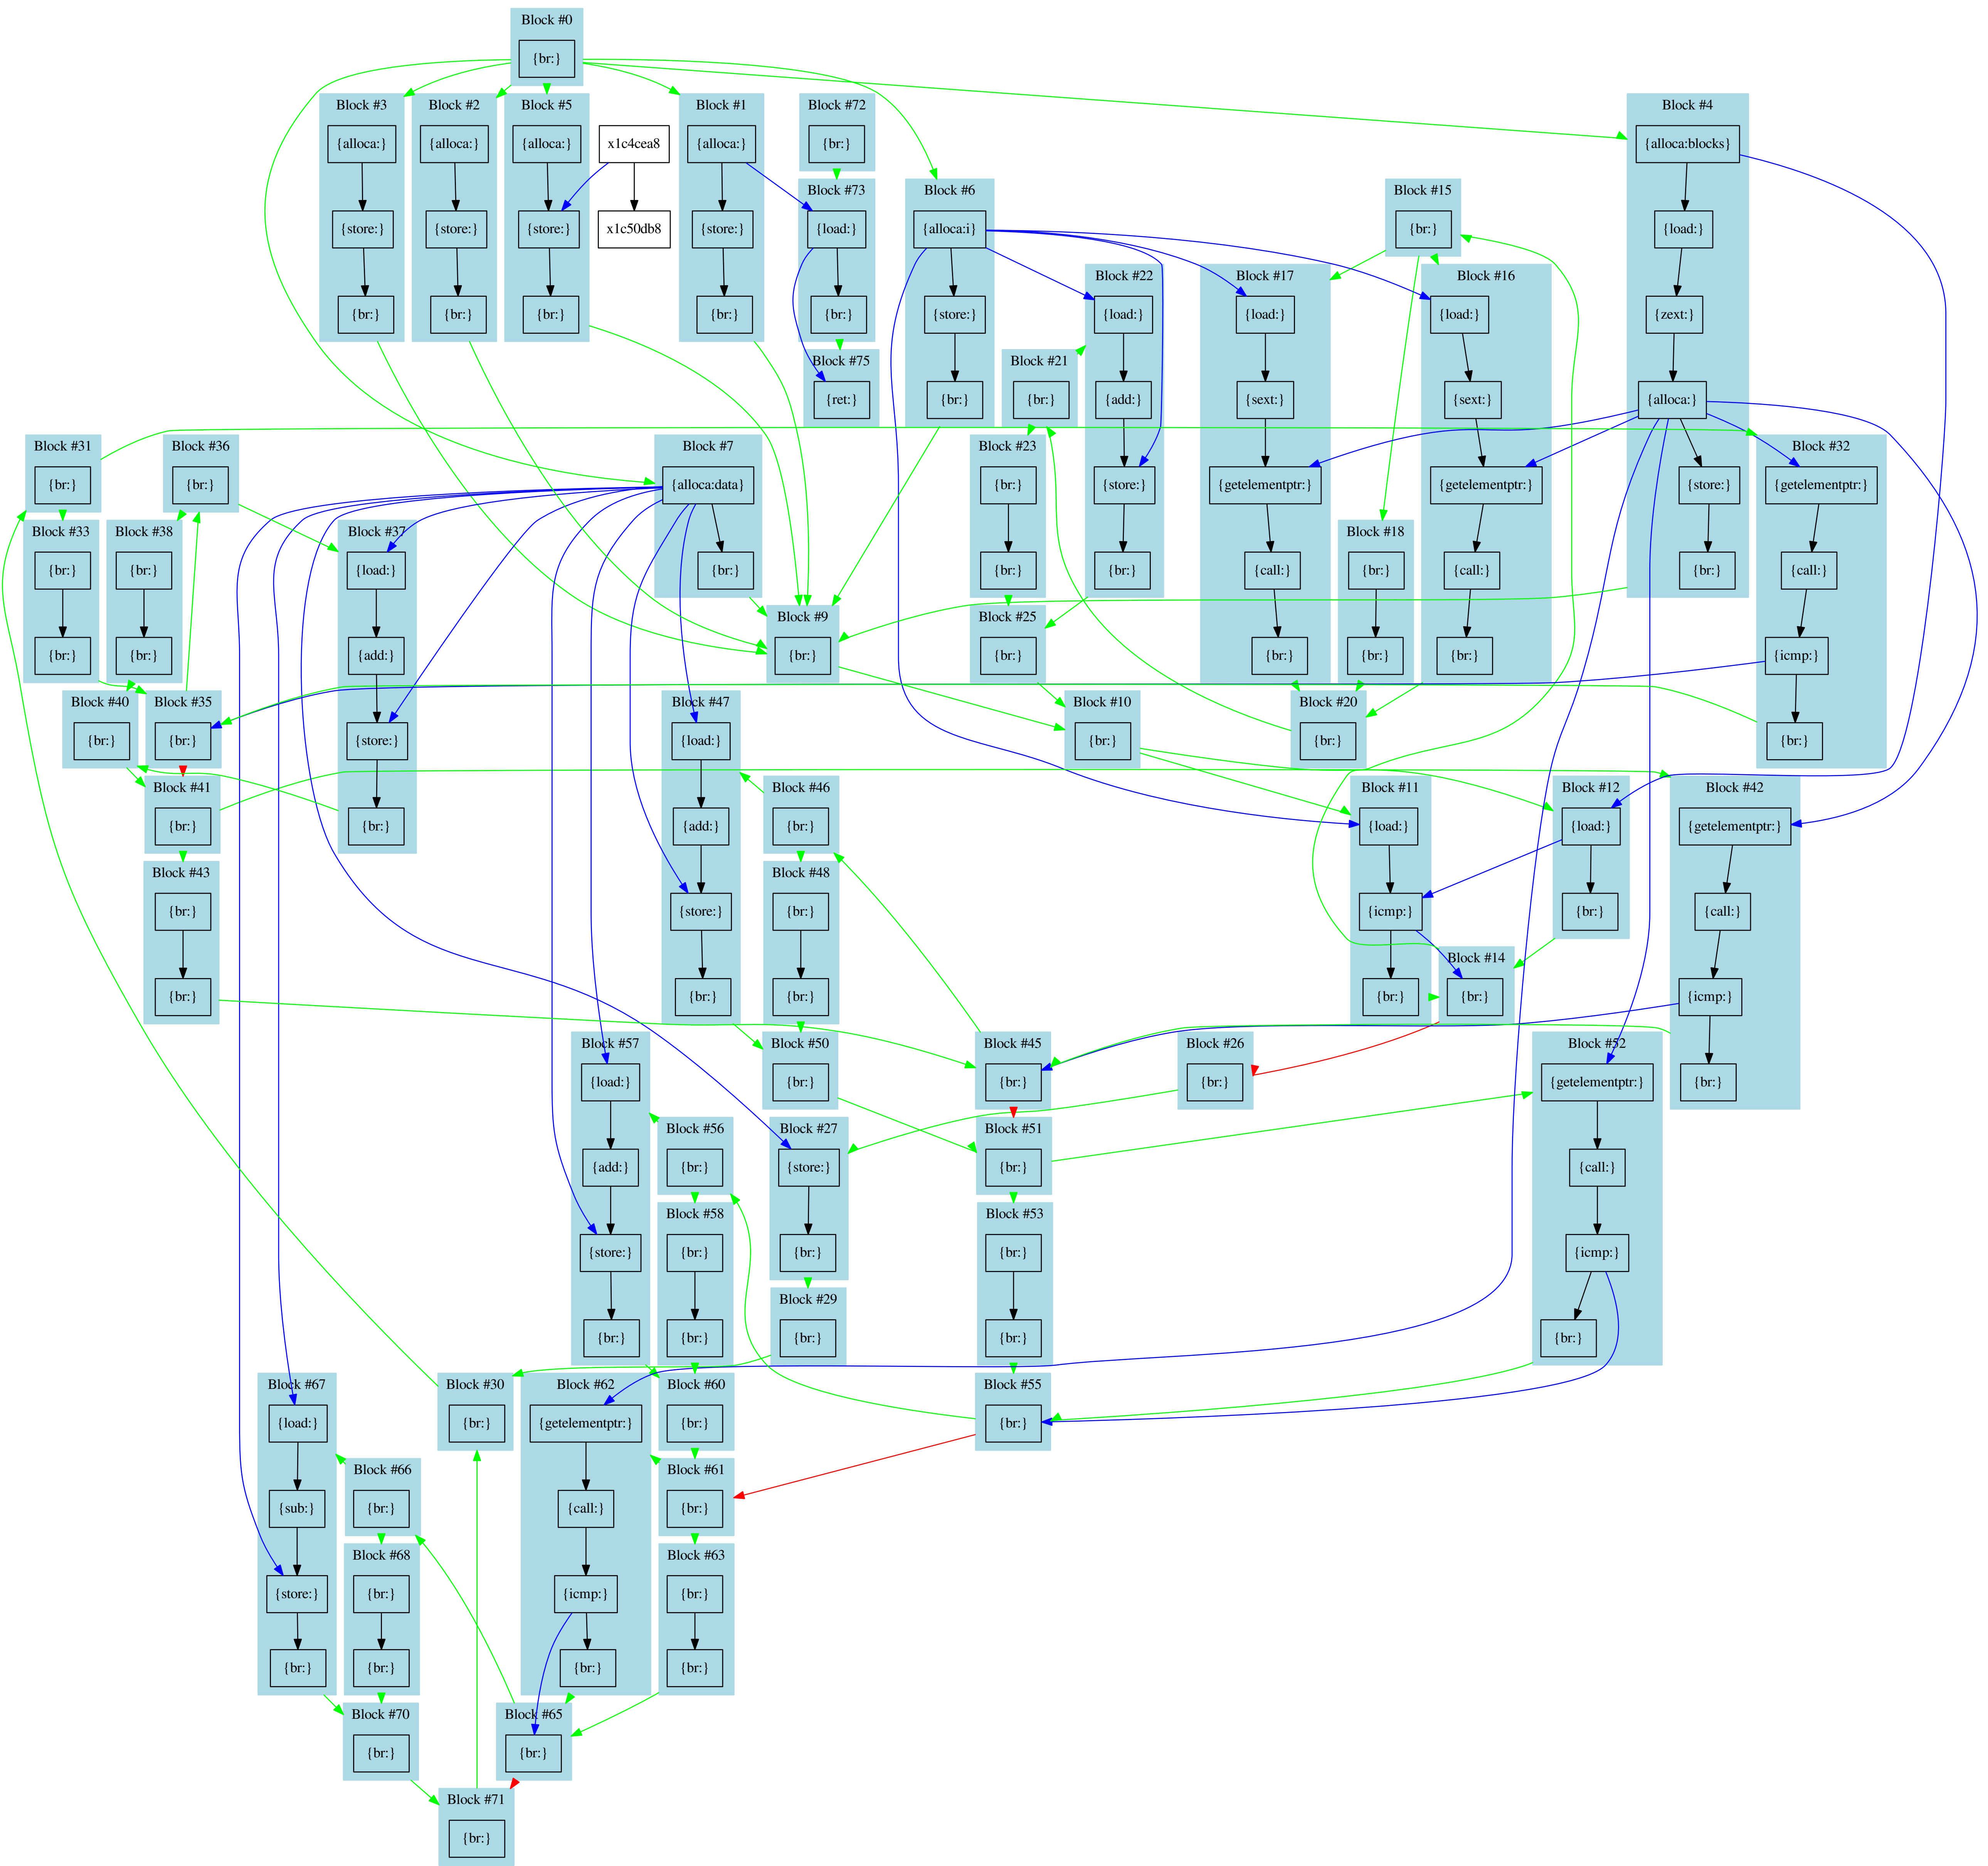 Block #0
{br:}
Block #3
{alloca:}
{store:}
{br:}
Block #2
{alloca:}
{store:}
{br:}
Block #5
{alloca:}
{store:}
{br:}
x1c4cea8
x1c50db8
Block #1
{alloca:}
{store:}
{br:}
Block #72
{br:}
Block #73
{load:}
{br:}
Block #75
{ret:}
Block #6
{alloca:i}
{store:}
{br:}
Block #4
{alloca:blocks}
{load:}
{zext:}
{alloca:}
{store:}
{br:}
Block #15
{br:}
Block #22
{load:}
{add:}
{store:}
{br:}
Block #17
{load:}
{sext:}
{getelementptr:}
{call:}
{br:}
Block #16
{load:}
{sext:}
{getelementptr:}
{call:}
{br:}
Block #21
{br:}
Block #31
{br:}
Block #36
{br:}
Block #7
{alloca:data}
{br:}
Block #23
{br:}
{br:}
Block #32
{getelementptr:}
{call:}
{icmp:}
{br:}
Block #33
{br:}
{br:}
Block #38
{br:}
{br:}
Block #37
{load:}
{add:}
{store:}
{br:}
Block #18
{br:}
{br:}
Block #9
{br:}
Block #25
{br:}
Block #40
{br:}
Block #35
{br:}
Block #47
{load:}
{add:}
{store:}
{br:}
Block #10
{br:}
Block #20
{br:}
Block #41
{br:}
Block #46
{br:}
Block #11
{load:}
{icmp:}
{br:}
Block #12
{load:}
{br:}
Block #42
{getelementptr:}
{call:}
{icmp:}
{br:}
Block #43
{br:}
{br:}
Block #48
{br:}
{br:}
Block #14
{br:}
Block #57
{load:}
{add:}
{store:}
{br:}
Block #50
{br:}
Block #45
{br:}
Block #26
{br:}
Block #52
{getelementptr:}
{call:}
{icmp:}
{br:}
Block #56
{br:}
Block #27
{store:}
{br:}
Block #51
{br:}
Block #58
{br:}
{br:}
Block #53
{br:}
{br:}
Block #29
{br:}
Block #67
{load:}
{sub:}
{store:}
{br:}
Block #30
{br:}
Block #62
{getelementptr:}
{call:}
{icmp:}
{br:}
Block #60
{br:}
Block #55
{br:}
Block #66
{br:}
Block #61
{br:}
Block #68
{br:}
{br:}
Block #63
{br:}
{br:}
Block #70
{br:}
Block #65
{br:}
Block #71
{br:}